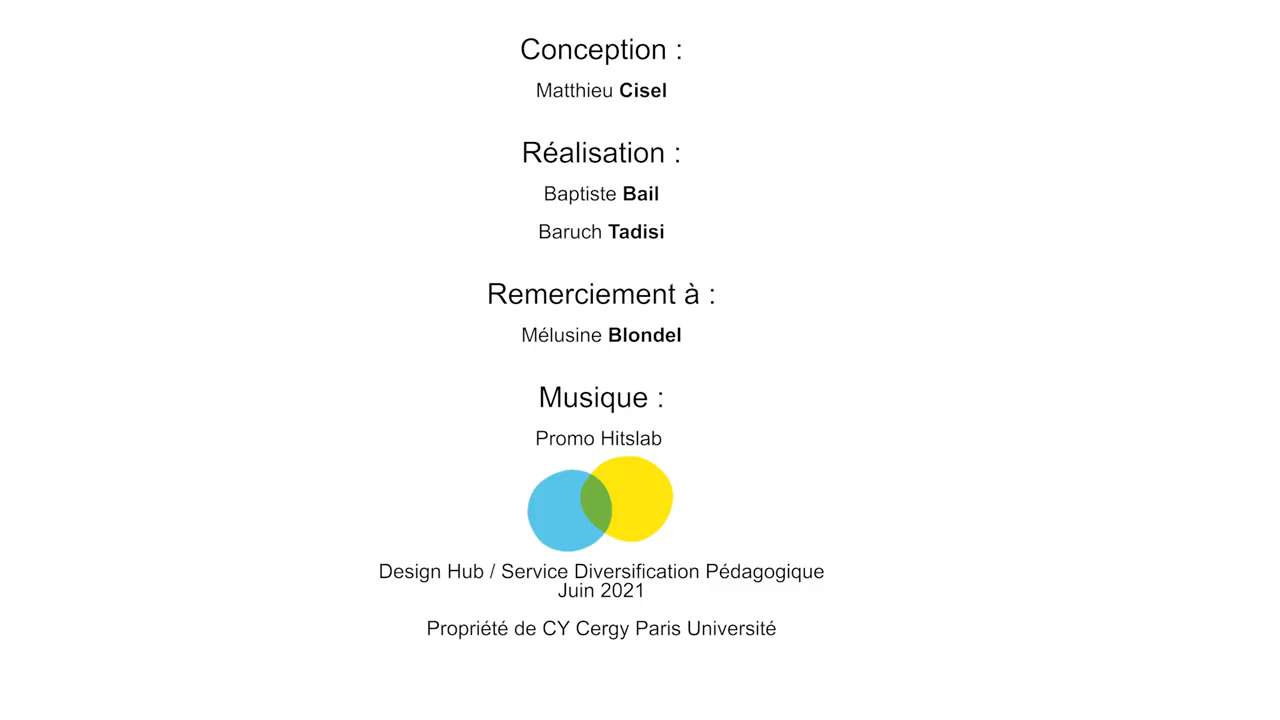 Conception :
Matthieu Cisel
Réalisation :
Baptiste Bail
Baruch Tadisi
Remerciement à :
Mélusine Blondel
Musique :
Promo Hitslab
Design Hub / Service Diversification Pédagogique
Juin 2021
Propriété de CY Cergy Paris Université